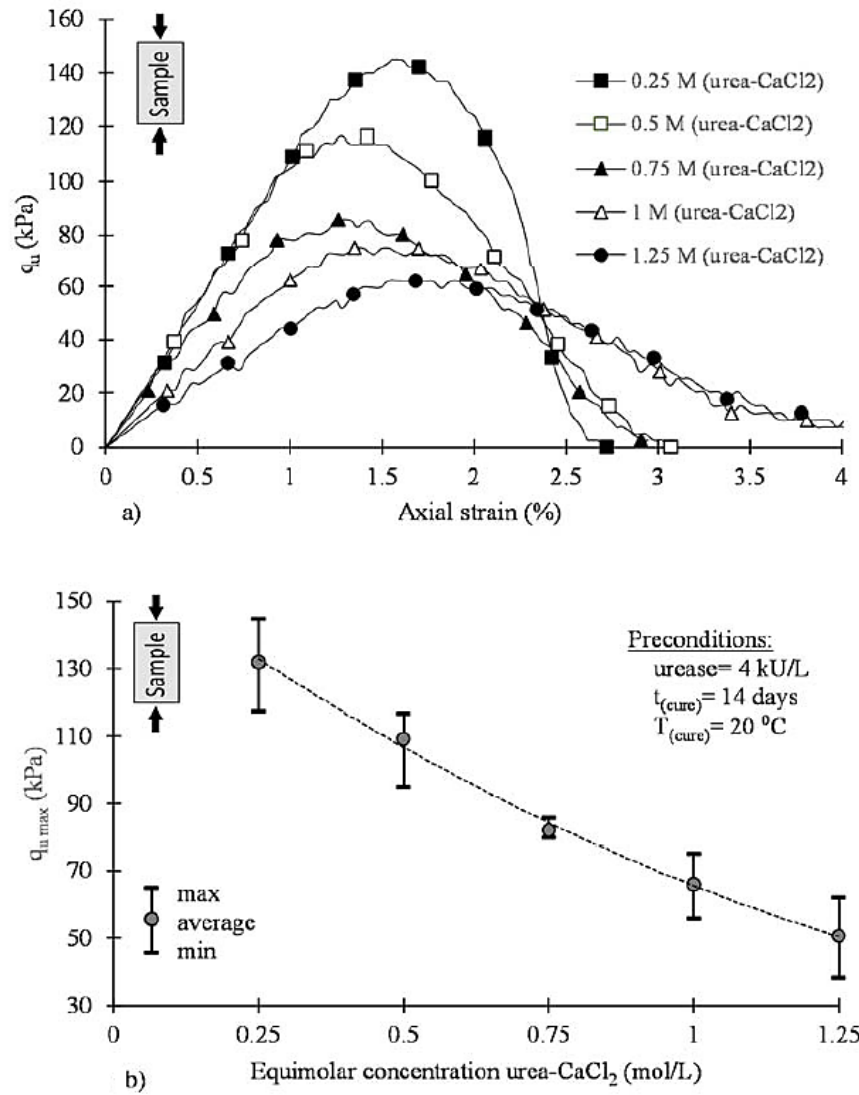 160
140
120
100
80
60
40
20
0
qu (kPa)
Sample
0.25 M (urea-CaCl2)
0.5 M (urea-CaCl2)
0.75 M (urea-CaCl2)
1 M (urea-CaCl2)
1.25 M (urea-CaCl2)
0 0.5 1 1.5 2 2.5 3 3.5 4
a) Axial strain (%)
150
130
110
90
70
50
30
qu max (kPa)
Sample
Preconditions:
urease= 4 kU/L
t(cure)= 14 days
T(cure)= 20 ⁰C
max
average
min
0 0.25 0.5 0.75 1 1.25
b) Equimolar concentration urea-CaCl₂ (mol/L)